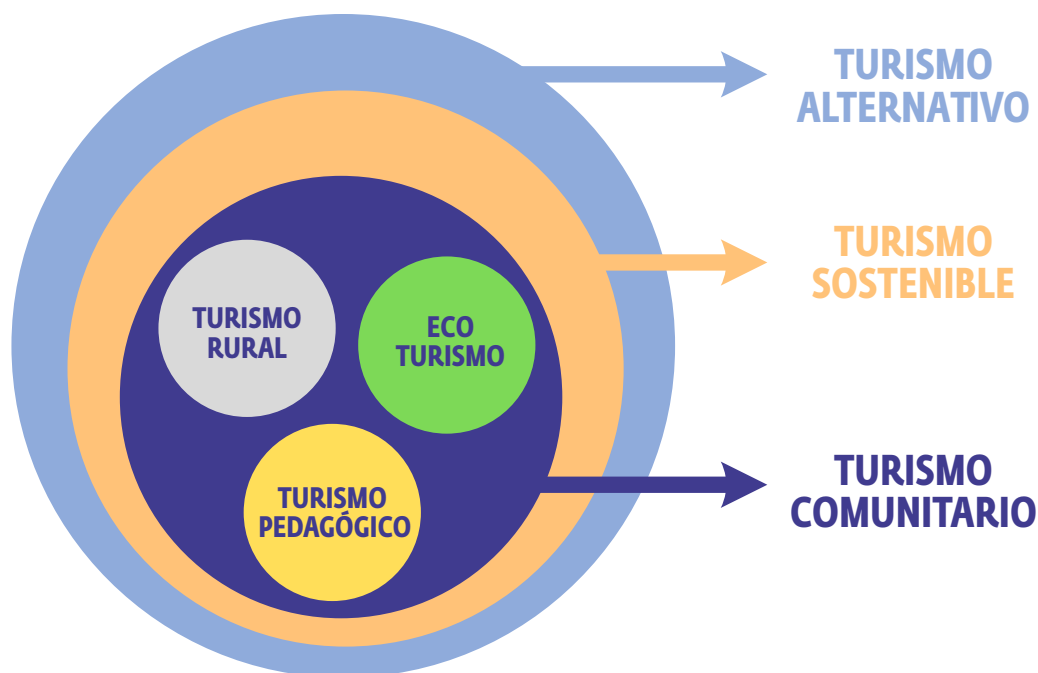 TURISMO
ALTERNATIVO
TURISMO
SOSTENIBLE
TURISMO
RURAL
ECO
TURISMO
TURISMO
COMUNITARIO
TURISMO
PEDAGÓGICO